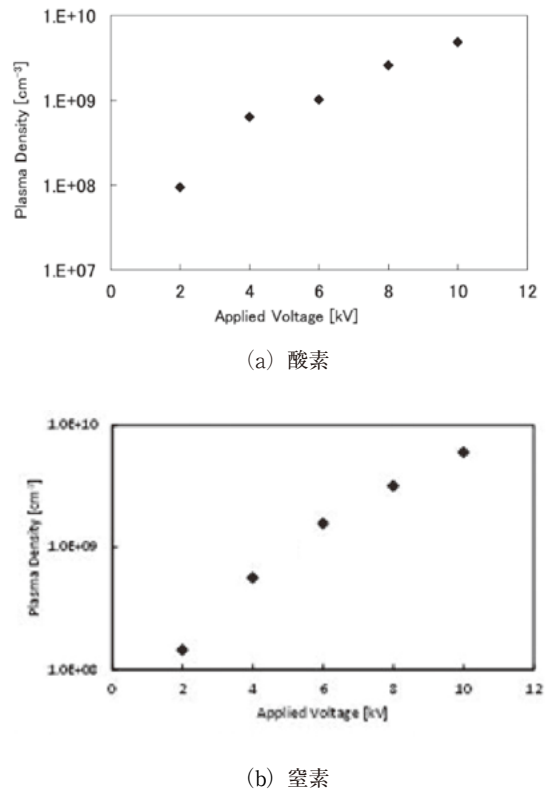 1.E+10
1.E+09
1.E+08
1.E+07
Plasma Density [cm⁻³]
0 2 4 6 8 10 12
Applied Voltage [kV]
(a) 酸素
1.0E+10
1.0E+09
1.0E+08
Plasma Density [cm⁻³]
0 2 4 6 8 10 12
Applied Voltage [kV]
(b) 窒素